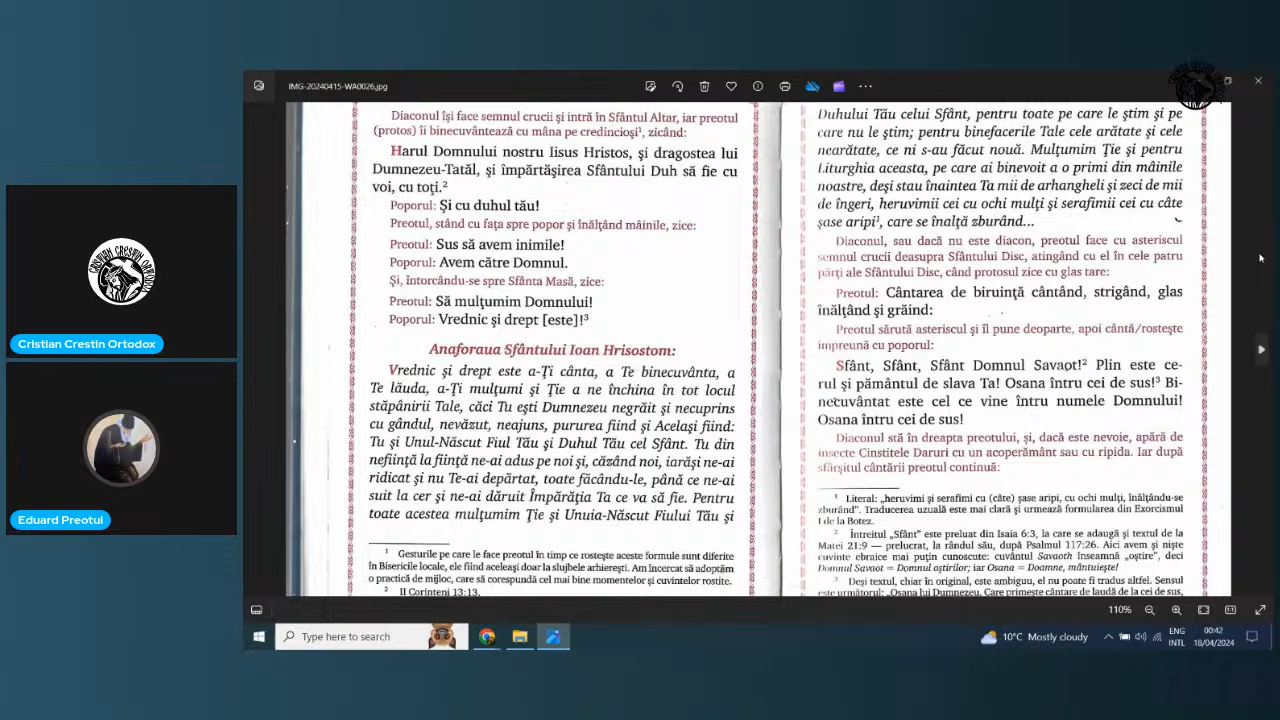 IMG-20240415-WA0026.jpg
Diaconul își face semnul crucii și intră în Sfântul Altar, iar preotul
(protos) îi binecuvântează cu mâna pe credincioși¹, zicând:
Harul Domnului nostru Iisus Hristos, și dragostea lui
Dumnezeu-Tatăl, și împărtășirea Sfântului Duh să fie cu
voi, cu toți.²
Poporul: Și cu duhul tău!
Preotul, stând cu fața spre popor și înălțând mâinile, zice:
Preotul: Sus să avem inimile!
Poporul: Avem către Domnul.
Și, întorcându-se spre Sfânta Masă, zice:
Preotul: Să mulțumim Domnului!
Poporul: Vrednic și drept [este]!³
Anaforaua Sfântului Ioan Hrisostom:
Vrednic și drept este a-Ți cânta, a Te binecuvânta, a
Te lăuda, a-Ți mulțumi și Ție a ne închina în tot locul
stăpânirii Tale, căci Tu ești Dumnezeu negrăit și necuprins
cu gândul, nevăzut, neajuns, pururea fiind și Același fiind:
Tu și Unul-Născut Fiul Tău și Duhul Tău cel Sfânt. Tu din
neființă la ființă ne-ai adus pe noi și, căzând noi, iarăși ne-ai
ridicat și nu Te-ai depărtat, toate făcându-le, până ce ne-ai
suit la cer și ne-ai dăruit Împărăția Ta ce va să fie. Pentru
toate acestea mulțumim Ție și Unuia-Născut Fiului Tău și
¹ Gesturile pe care le face preotul în timp ce rostește aceste formule sunt diferite
în Bisericile locale, ele fiind aceleași doar la slujbele arhierești. Am încercat să adoptăm
o practică de mijloc, care să corespundă cel mai bine momentelor și cuvintelor rostite.
² II Corinteni 13:13.
Duhului Tău celui Sfânt, pentru toate pe care le știm și pe
care nu le știm; pentru binefacerile Tale cele arătate și cele
nearătate, ce ni s-au făcut nouă. Mulțumim Ție și pentru
Liturghia aceasta, pe care ai binevoit a o primi din mâinile
noastre, deși stau înaintea Ta mii de arhangheli și zeci de mii
de îngeri, heruvimii cei cu ochi mulți și serafimii cei cu câte
șase aripi¹, care se înalță zburând...
Diaconul, sau dacă nu este diacon, preotul face cu asteriscul
semnul crucii deasupra Sfântului Disc, atingând cu el în cele patru
părți ale Sfântului Disc, când protosul zice cu glas tare:
Preotul: Cântarea de biruință cântând, strigând, glas
înălțând și grăind:
Preotul sărută asteriscul și îl pune deoparte, apoi cântă/rostește
împreună cu poporul:
Sfânt, Sfânt, Sfânt Domnul Savaot!² Plin este ce-
rul și pământul de slava Ta! Osana întru cei de sus!³ Bi-
necuvântat este cel ce vine întru numele Domnului!
Osana întru cei de sus!
Diaconul stă în dreapta preotului, și, dacă este nevoie, apără de
insecte Cinstitele Daruri cu un acoperământ sau cu ripida. Iar după
sfârșitul cântării preotul continuă:
¹ Literal: „heruvimi și serafimi cu (câte) șase aripi, cu ochi mulți, înălțându-se
zburând”. Traducerea uzuală este mai clară și urmează formularea din Exorcismul
I de la Botez.
² Întreitul „Sfânt” este preluat din Isaia 6:3, la care se adaugă și textul de la
Matei 21:9 — prelucrat, la rândul său, după Psalmul 117:26. Aici avem și niște
cuvinte ebraice mai puțin cunoscute: cuvântul Savaoth înseamnă „oștire”, deci
Domnul Savaot = Domnul oștirilor; iar Osana = Doamne, mântuiește!
³ Deși textul, chiar în original, este ambiguu, el nu poate fi tradus altfel. Sensul
este următorul: „Osana lui Dumnezeu, Care primește cântare de laudă de la cei de sus,
110%
Type here to search
10°C Mostly cloudy
ENG
INTL
00:42
18/04/2024
CRISTIAN CRESTIN ORTODOX
Cristian Crestin Ortodox
Eduard Preotul